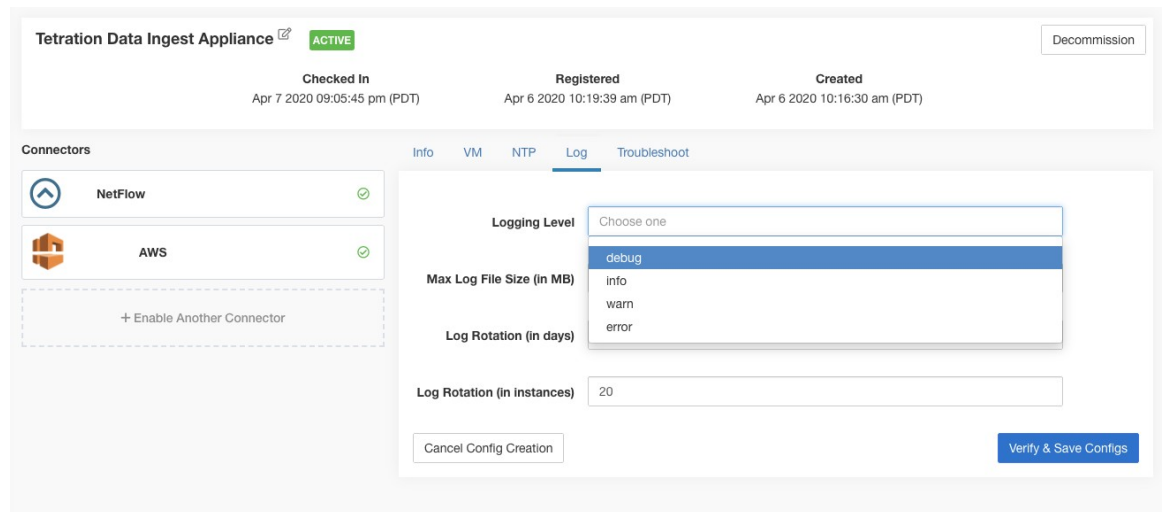 Tetration Data Ingest Appliance ACTIVE
Decommission
Checked In Registered Created
Apr 7 2020 09:05:45 pm (PDT) Apr 6 2020 10:19:39 am (PDT) Apr 6 2020 10:16:30 am (PDT)
Connectors
NetFlow
AWS
+ Enable Another Connector
Info VM NTP Log Troubleshoot
Logging Level Choose one
debug
info
warn
error
Max Log File Size (in MB)
Log Rotation (in days)
Log Rotation (in instances) 20
Cancel Config Creation Verify & Save Configs